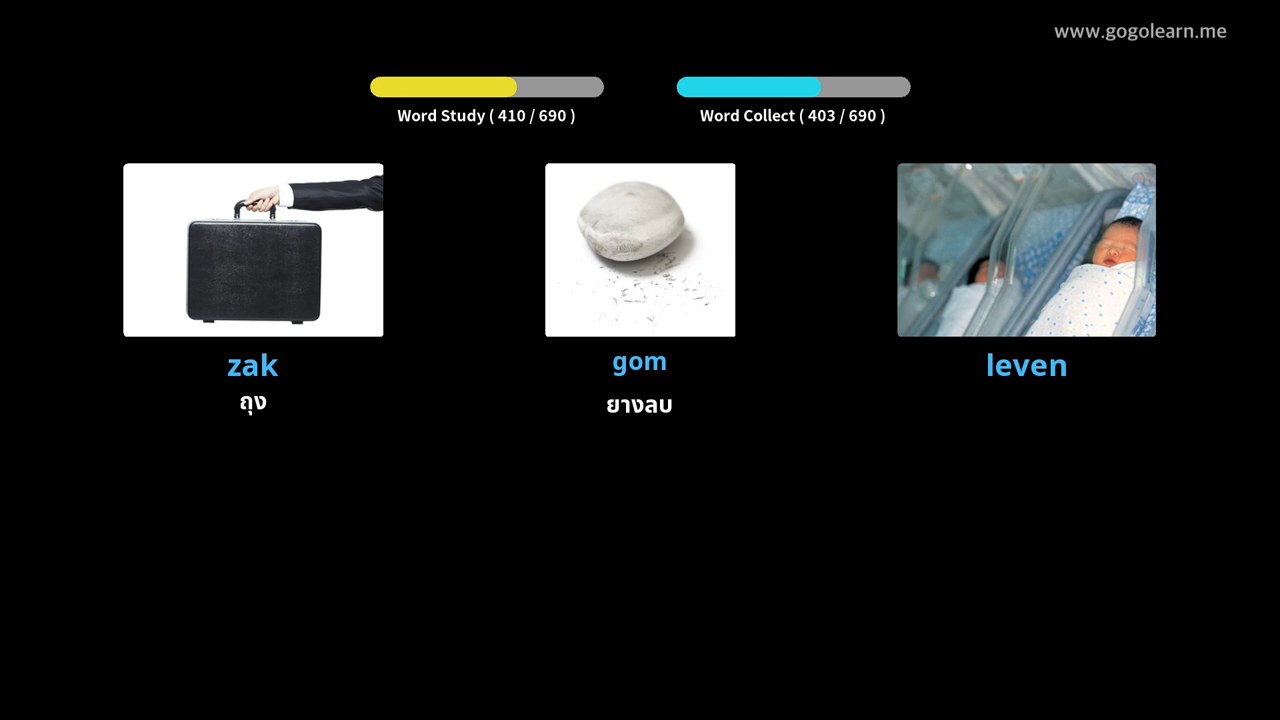 www.gogolearn.me
Word Study ( 410 / 690 )
Word Collect ( 403 / 690 )
zak
ถุง
gom
ยางลบ
leven